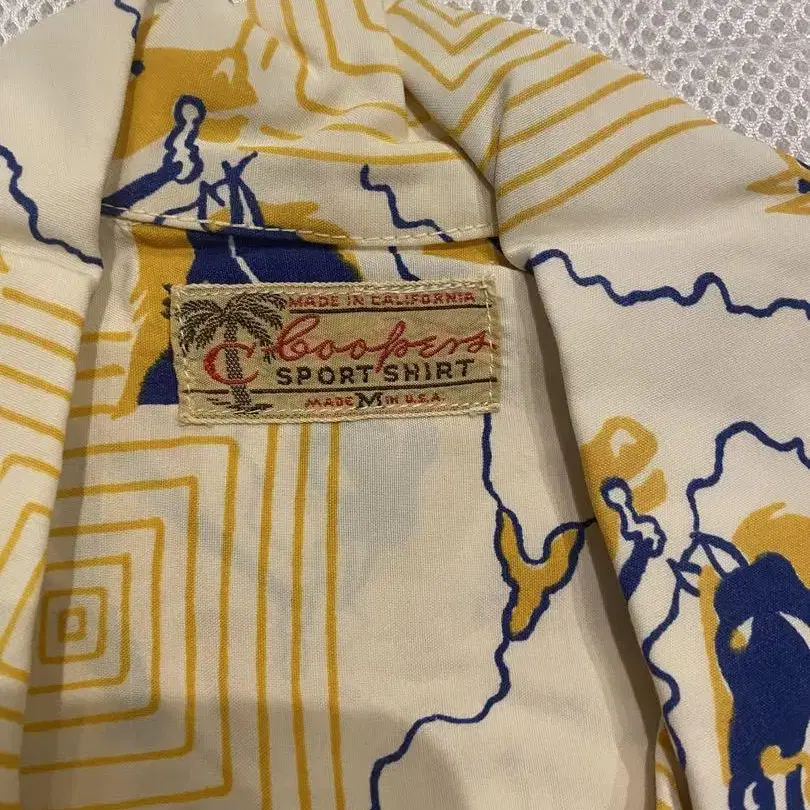 MADE IN CALIFORNIA
C Coopers
SPORT SHIRT
MADE M IN U.S.A.